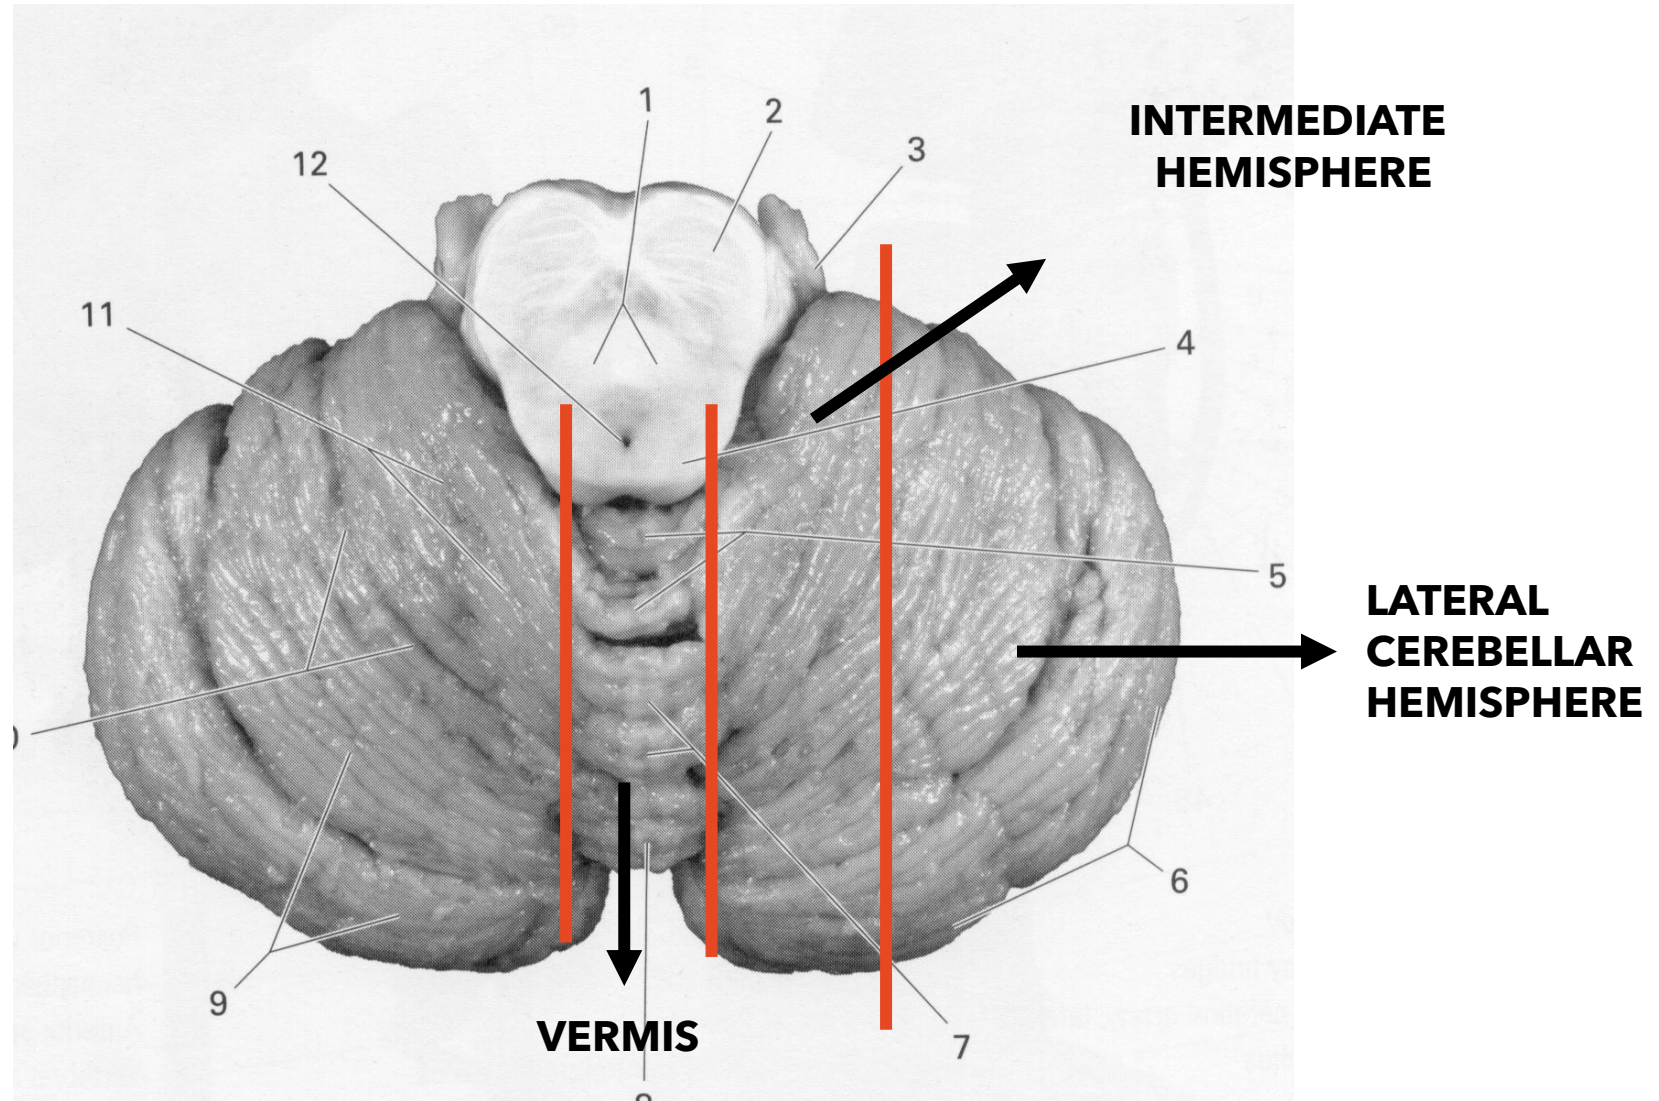 1
2
3
12
INTERMEDIATE
HEMISPHERE
11
4
5
LATERAL
CEREBELLAR
HEMISPHERE
6
9
VERMIS
7